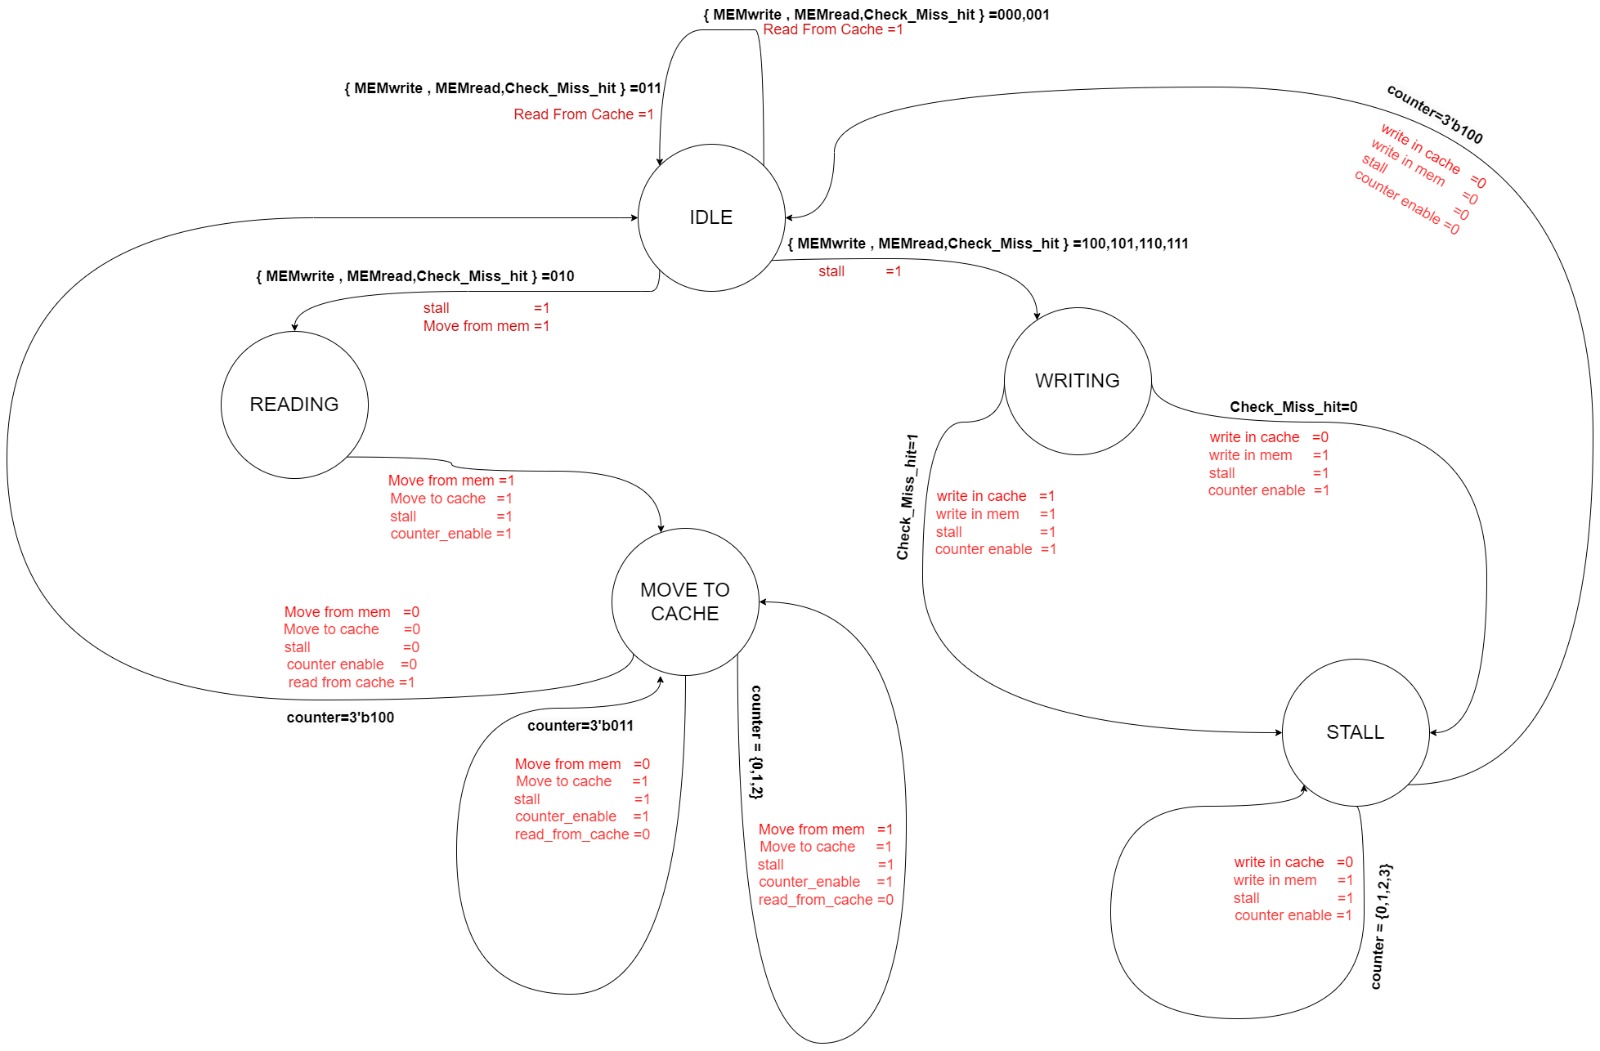 { MEMwrite , MEMread,Check_Miss_hit } =000,001
Read From Cache =1
{ MEMwrite , MEMread,Check_Miss_hit } =011
Read From Cache =1
counter=3'b100
write in cache =0
write in mem =0
stall =0
counter enable =0
IDLE
{ MEMwrite , MEMread,Check_Miss_hit } =100,101,110,111
stall =1
{ MEMwrite , MEMread,Check_Miss_hit } =010
stall =1
Move from mem =1
READING
WRITING
Check_Miss_hit=0
write in cache =0
write in mem =1
stall =1
counter enable =1
Check_Miss_hit=1
write in cache =1
write in mem =1
stall =1
counter enable =1
Move from mem =1
Move to cache =1
stall =1
counter_enable =1
MOVE TO
CACHE
Move from mem =0
Move to cache =0
stall =0
counter enable =0
read from cache =1
counter=3'b100
counter=3'b011
Move from mem =0
Move to cache =1
stall =1
counter_enable =1
read_from_cache =0
counter = {0,1,2}
Move from mem =1
Move to cache =1
stall =1
counter_enable =1
read_from_cache =0
STALL
write in cache =0
write in mem =1
stall =1
counter enable =1
counter = {0,1,2,3}